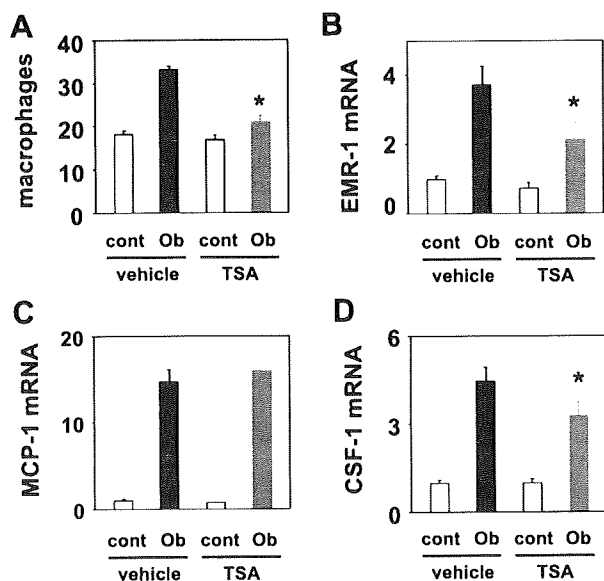 A
macrophages
40
30
20
10
0
*
cont Ob cont Ob
vehicle TSA
B
EMR-1 mRNA
4
2
0
*
cont Ob cont Ob
vehicle TSA
C
MCP-1 mRNA
20
10
0
cont Ob cont Ob
vehicle TSA
D
CSF-1 mRNA
6
3
0
*
cont Ob cont Ob
vehicle TSA